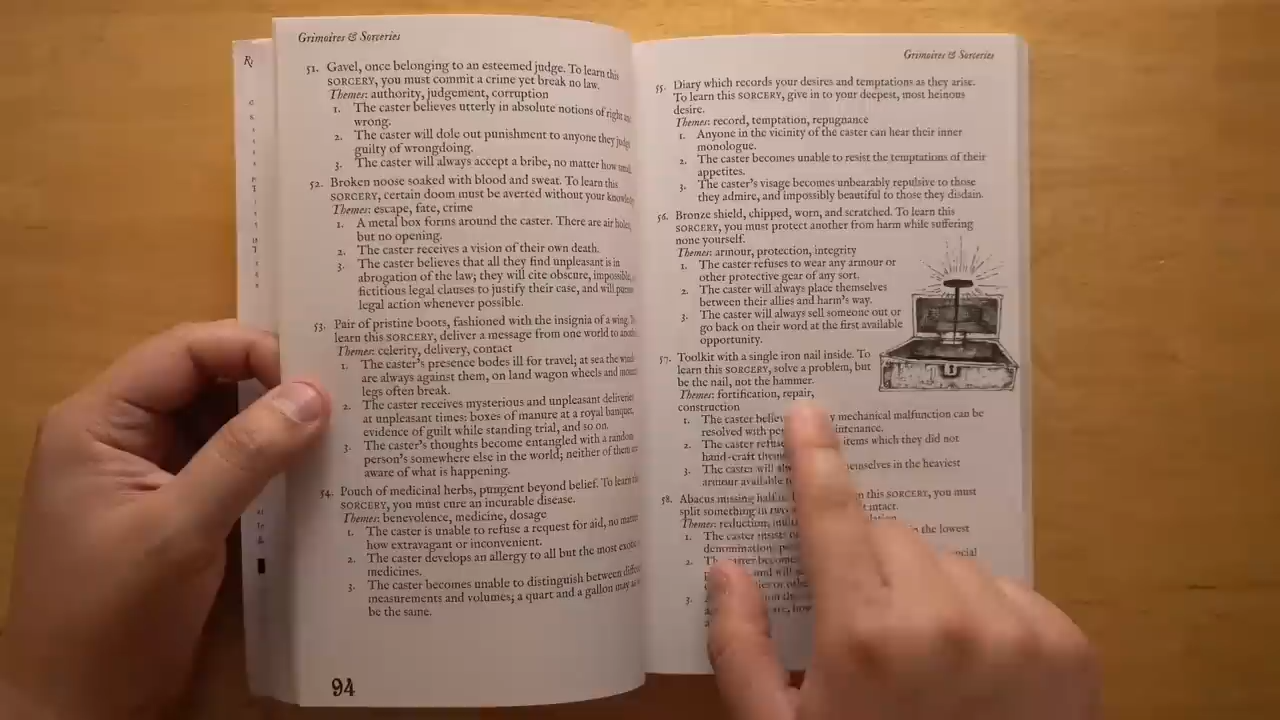 Grimoires & Sorceries
51. Gavel, once belonging to an esteemed judge. To learn this
SORCERY, you must commit a crime yet break no law.
Themes: authority, judgement, corruption
1. The caster believes utterly in absolute notions of right and
wrong.
2. The caster will dole out punishment to anyone they judge
guilty of wrongdoing.
3. The caster will always accept a bribe, no matter how small.
52. Broken noose soaked with blood and sweat. To learn this
SORCERY, certain doom must be averted without your knowledge.
Themes: escape, fate, crime
1. A metal box forms around the caster. There are air holes,
but no opening.
2. The caster receives a vision of their own death.
3. The caster believes that all they find unpleasant is in
abrogation of the law; they will cite obscure, impossible,
fictitious legal clauses to justify their case, and will pursue
legal action whenever possible.
53. Pair of pristine boots, fashioned with the insignia of a wing. To
learn this SORCERY, deliver a message from one world to another.
Themes: celerity, delivery, contact
1. The caster's presence bodes ill for travel; at sea the winds
are always against them, on land wagon wheels and mounts'
legs often break.
2. The caster receives mysterious and unpleasant deliveries
at unpleasant times: boxes of manure at a royal banquet,
evidence of guilt while standing trial, and so on.
3. The caster's thoughts become entangled with a random
person's somewhere else in the world; neither of them are
aware of what is happening.
54. Pouch of medicinal herbs, pungent beyond belief. To learn this
SORCERY, you must cure an incurable disease.
Themes: benevolence, medicine, dosage
1. The caster is unable to refuse a request for aid, no matter
how extravagant or inconvenient.
2. The caster develops an allergy to all but the most exotic
medicines.
3. The caster becomes unable to distinguish between different
measurements and volumes; a quart and a gallon may as
be the same.
94
Grimoires & Sorceries
55. Diary which records your desires and temptations as they arise.
To learn this SORCERY, give in to your deepest, most heinous
desire.
Themes: record, temptation, repugnance
1. Anyone in the vicinity of the caster can hear their inner
monologue.
2. The caster becomes unable to resist the temptations of their
appetites.
3. The caster's visage becomes unbearably repulsive to those
they admire, and impossibly beautiful to those they disdain.
56. Bronze shield, chipped, worn, and scratched. To learn this
SORCERY, you must protect another from harm while suffering
none yourself.
Themes: armour, protection, integrity
1. The caster refuses to wear any armour or
other protective gear of any sort.
2. The caster will always place themselves
between their allies and harm's way.
3. The caster will always sell someone out or
go back on their word at the first available
opportunity.
57. Toolkit with a single iron nail inside. To
learn this SORCERY, solve a problem, but
be the nail, not the hammer.
Themes: fortification, repair,
construction
1. The caster mechanical malfunction can be
resolved with
2. The caster items which they did not
hand-craft
3. The caster will in the heaviest
armour available
58. Abacus missing this SORCERY, you must
split something in intact.
Themes: reduction,
1. The caster insists in the lowest
2.
and will
3.